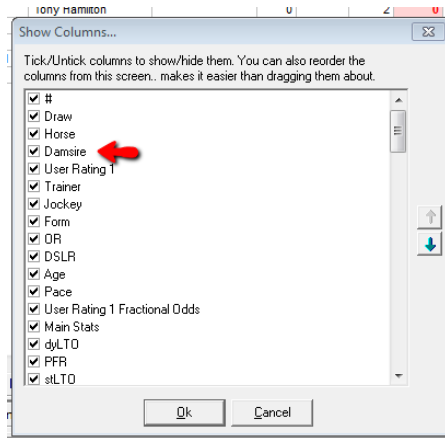 Tony Hamilton 0 2 0
Show Columns...
Tick/Untick columns to show/hide them. You can also reorder the
columns from this screen.. makes it easier than dragging them about.
#
Draw
Horse
Damsire
User Rating 1
Trainer
Jockey
Form
OR
DSLR
Age
Pace
User Rating 1 Fractional Odds
Main Stats
dyLTO
PFR
stLTO
Ok Cancel